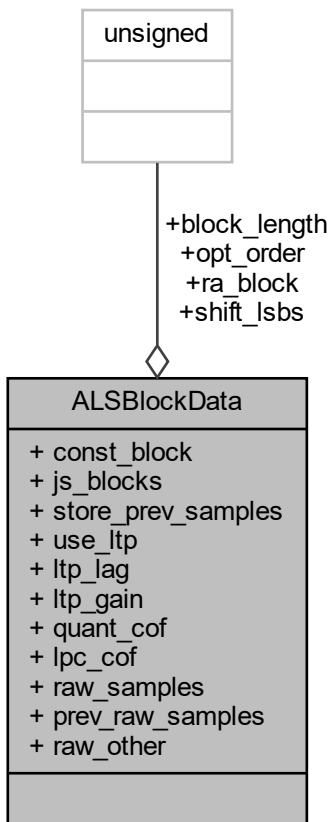 unsigned
+block_length
+opt_order
+ra_block
+shift_lsbs
ALSBlockData
+ const_block
+ js_blocks
+ store_prev_samples
+ use_ltp
+ ltp_lag
+ ltp_gain
+ quant_cof
+ lpc_cof
+ raw_samples
+ prev_raw_samples
+ raw_other